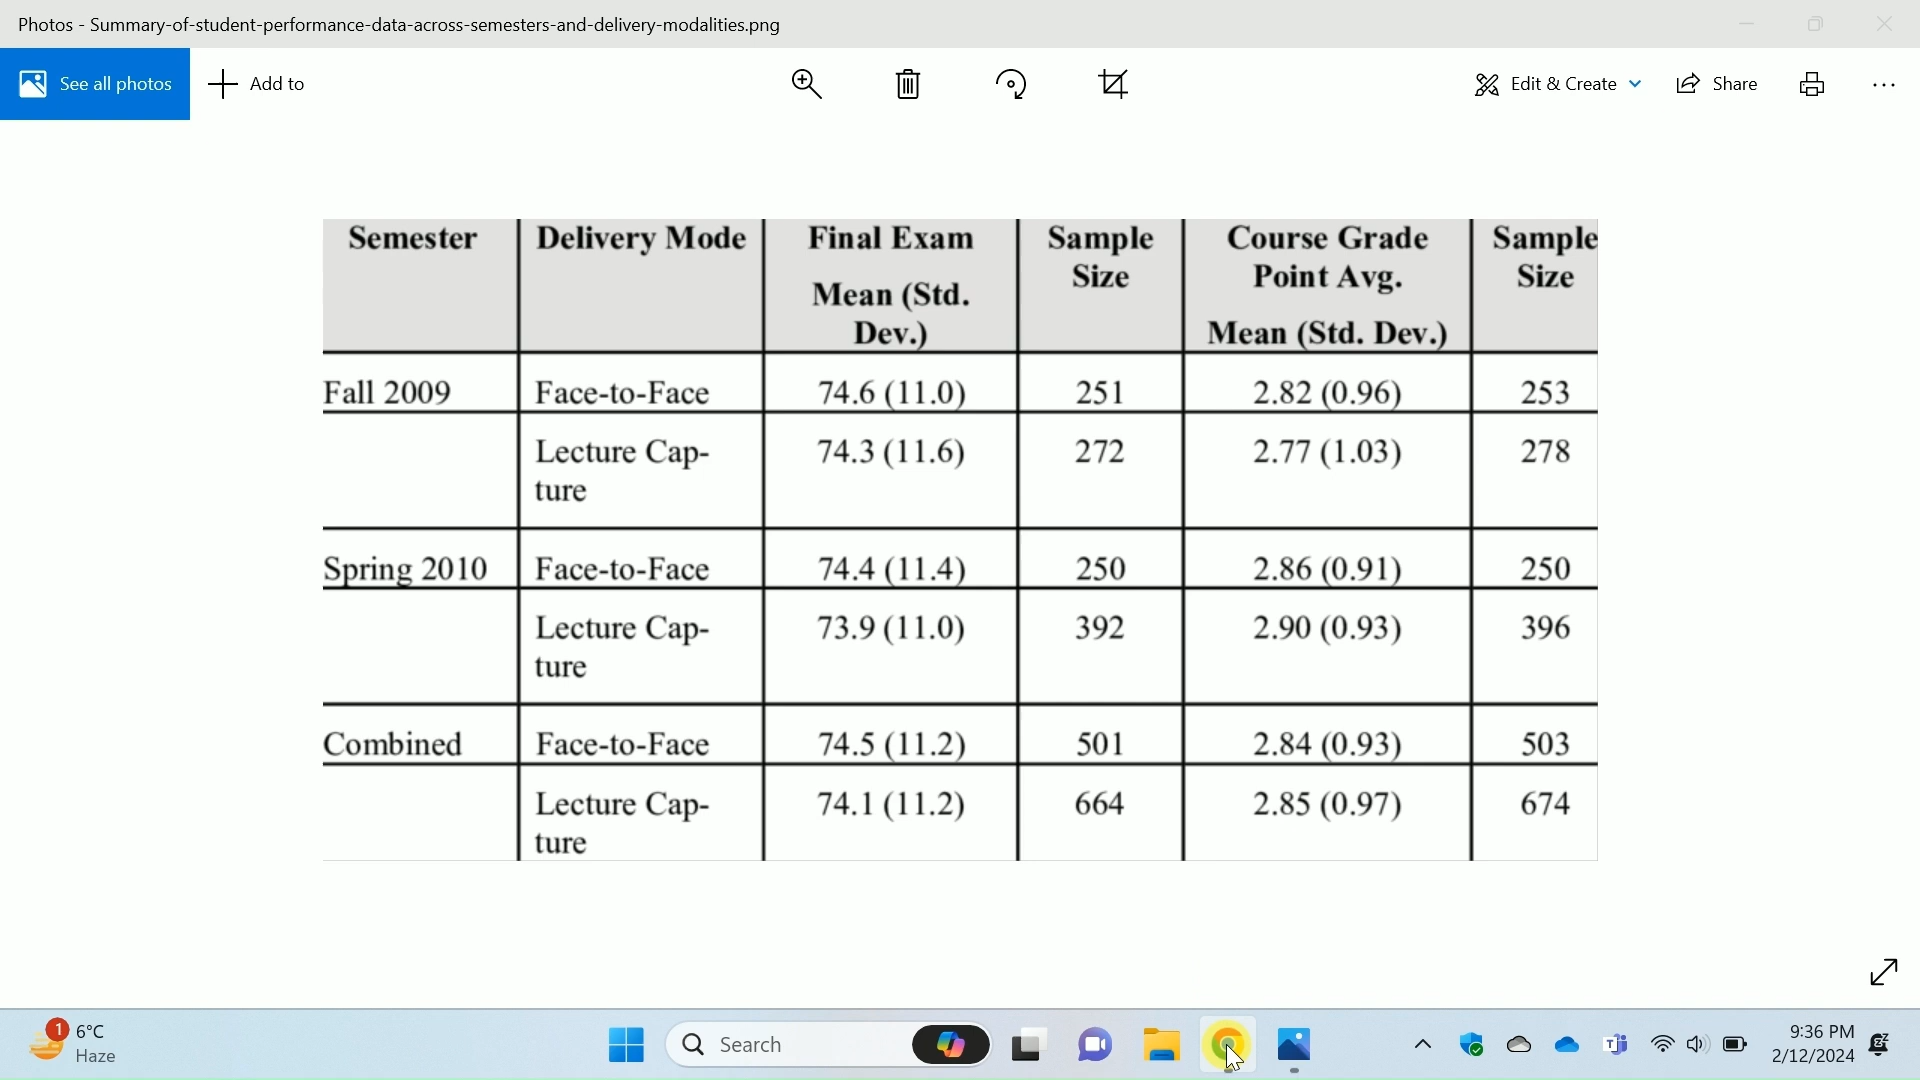 Photos - Summary-of-student-performance-data-across-semesters-and-delivery-modalities.png
See all photos
Add to
Edit & Create
Share
Semester Delivery Mode Final Exam Mean (Std. Dev.) Sample Size Course Grade Point Avg. Mean (Std. Dev.) Sample Size
Fall 2009 Face-to-Face 74.6 (11.0) 251 2.82 (0.96) 253
Lecture Cap- 74.3 (11.6) 272 2.77 (1.03) 278
ture
Spring 2010 Face-to-Face 74.4 (11.4) 250 2.86 (0.91) 250
Lecture Cap- 73.9 (11.0) 392 2.90 (0.93) 396
ture
Combined Face-to-Face 74.5 (11.2) 501 2.84 (0.93) 503
Lecture Cap- 74.1 (11.2) 664 2.85 (0.97) 674
ture
1
6°C
Haze
Search
9:36 PM
2/12/2024